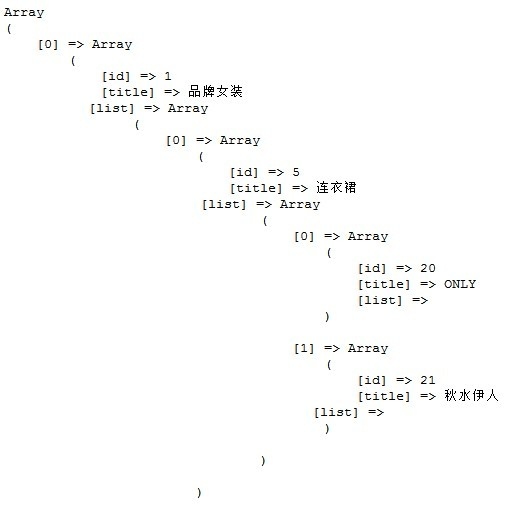 Array
(
[0] => Array
(
[id] => 1
[title] => 品牌女装
[list] => Array
(
[0] => Array
(
[id] => 5
[title] => 连衣裙
[list] => Array
(
[0] => Array
(
[id] => 20
[title] => ONLY
[list] =>
)
[1] => Array
(
[id] => 21
[title] => 秋水伊人
[list] =>
)
)
)